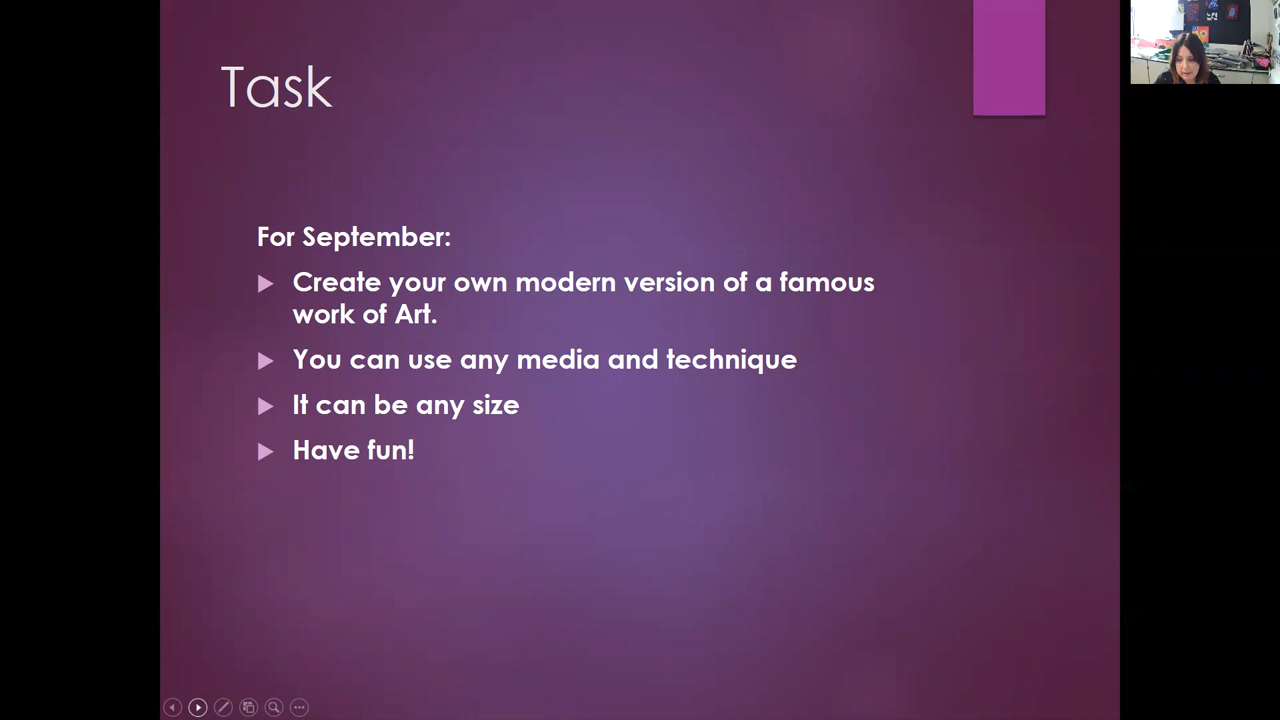 Task
For September:
Create your own modern version of a famous
work of Art.
You can use any media and technique
It can be any size
Have fun!